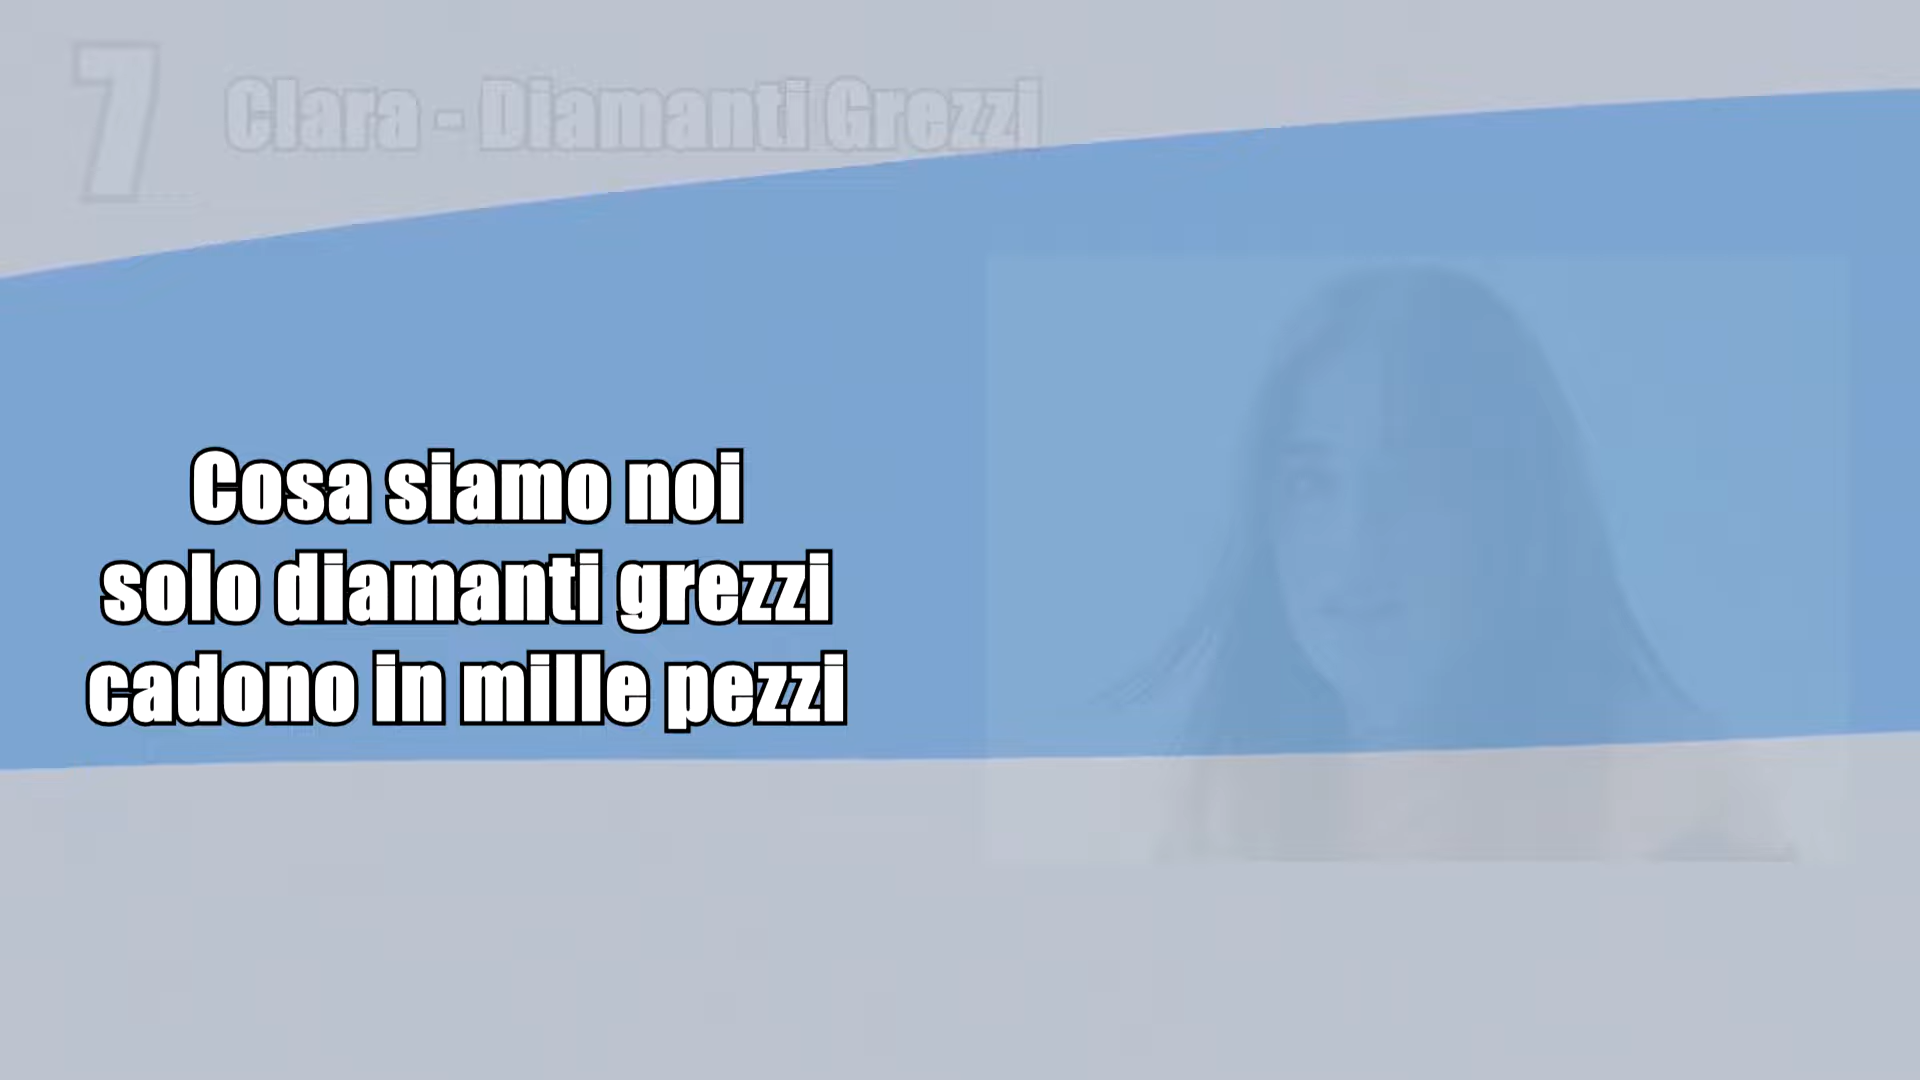 7
Clara - Diamanti Grezzi
Cosa siamo noi
solo diamanti grezzi
cadono in mille pezzi